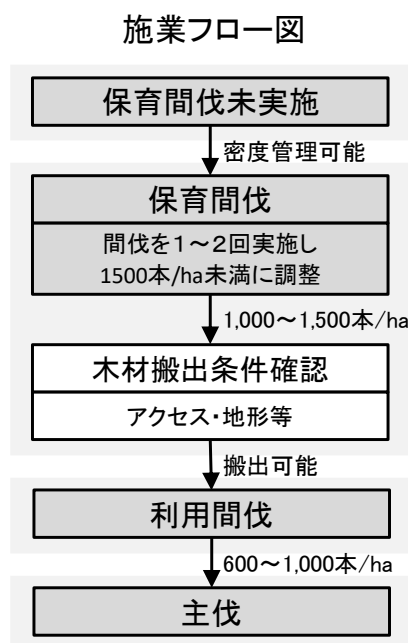 施業フロー図
保育間伐未実施
密度管理可能
保育間伐
間伐を1～2回実施し
1500本/ha未満に調整
1,000～1,500本/ha
木材搬出条件確認
アクセス・地形等
搬出可能
利用間伐
600～1,000本/ha
主伐